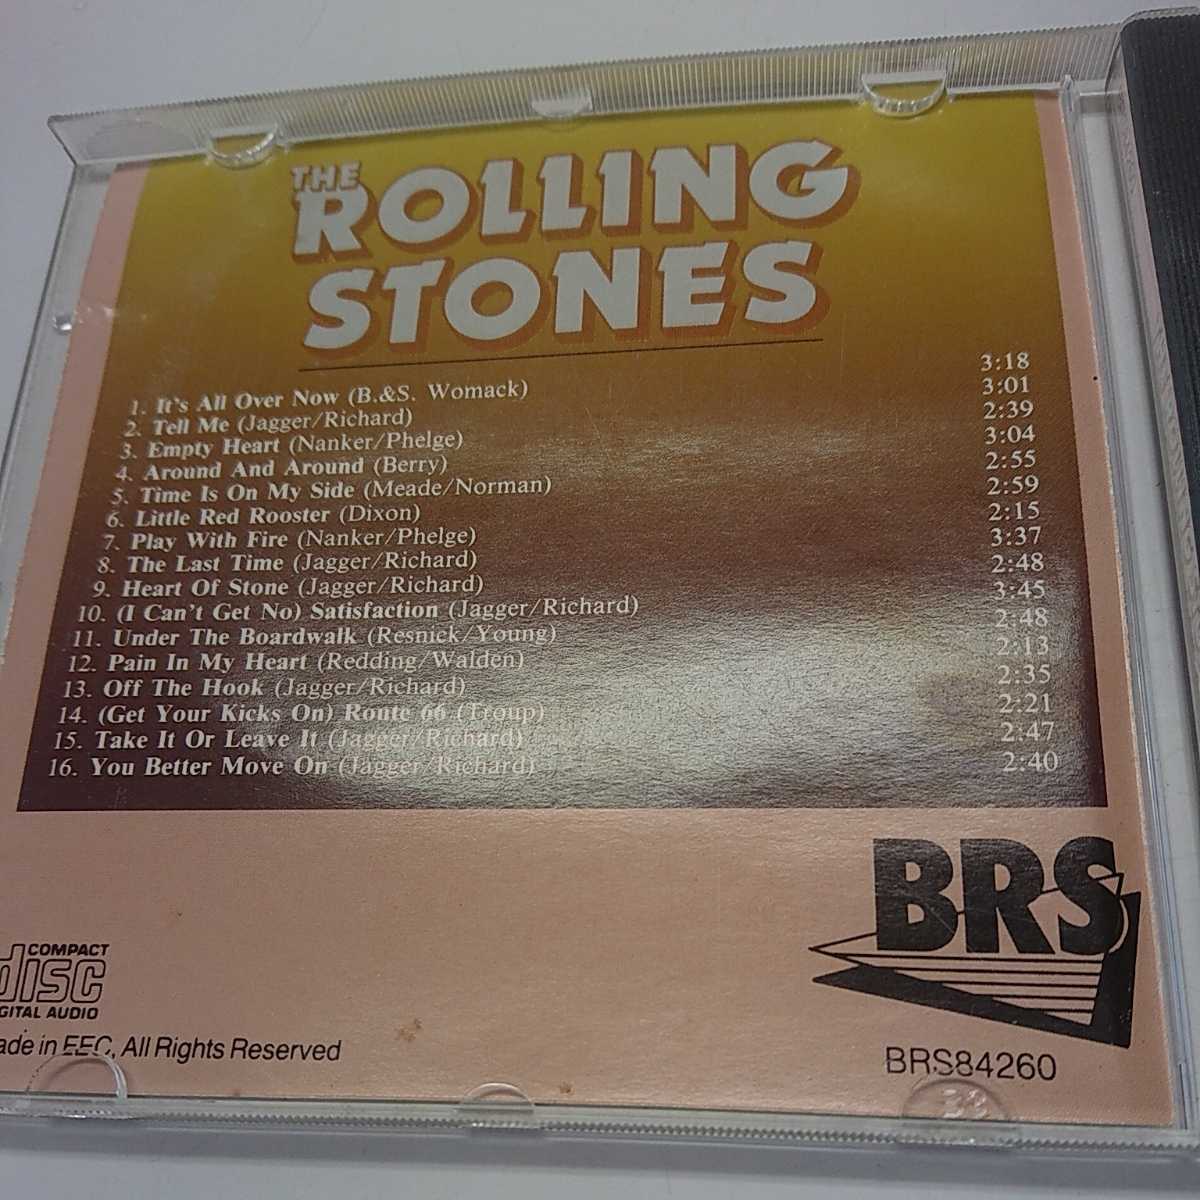 THE
ROLLING
STONES
1. It's All Over Now (B.&S. Womack) 3:18
2. Tell Me (Jagger/Richard) 3:01
3. Empty Heart (Nanker/Phelge) 2:39
4. Around And Around (Berry) 3:04
5. Time Is On My Side (Meade/Norman) 2:55
6. Little Red Rooster (Dixon) 2:59
7. Play With Fire (Nanker/Phelge) 2:15
8. The Last Time (Jagger/Richard) 3:37
9. Heart Of Stone (Jagger/Richard) 2:48
10. (I Can't Get No) Satisfaction (Jagger/Richard) 3:45
11. Under The Boardwalk (Resnick/Young) 2:48
12. Pain In My Heart (Redding/Walden) 2:13
13. Off The Hook (Jagger/Richard) 2:35
14. (Get Your Kicks On) Route 66 (Troup) 2:21
15. Take It Or Leave It (Jagger/Richard) 2:47
16. You Better Move On (Jagger/Richard) 2:40
BRS
COMPACT
disc
IGITAL AUDIO
ade in EEC, All Rights Reserved
BRS84260